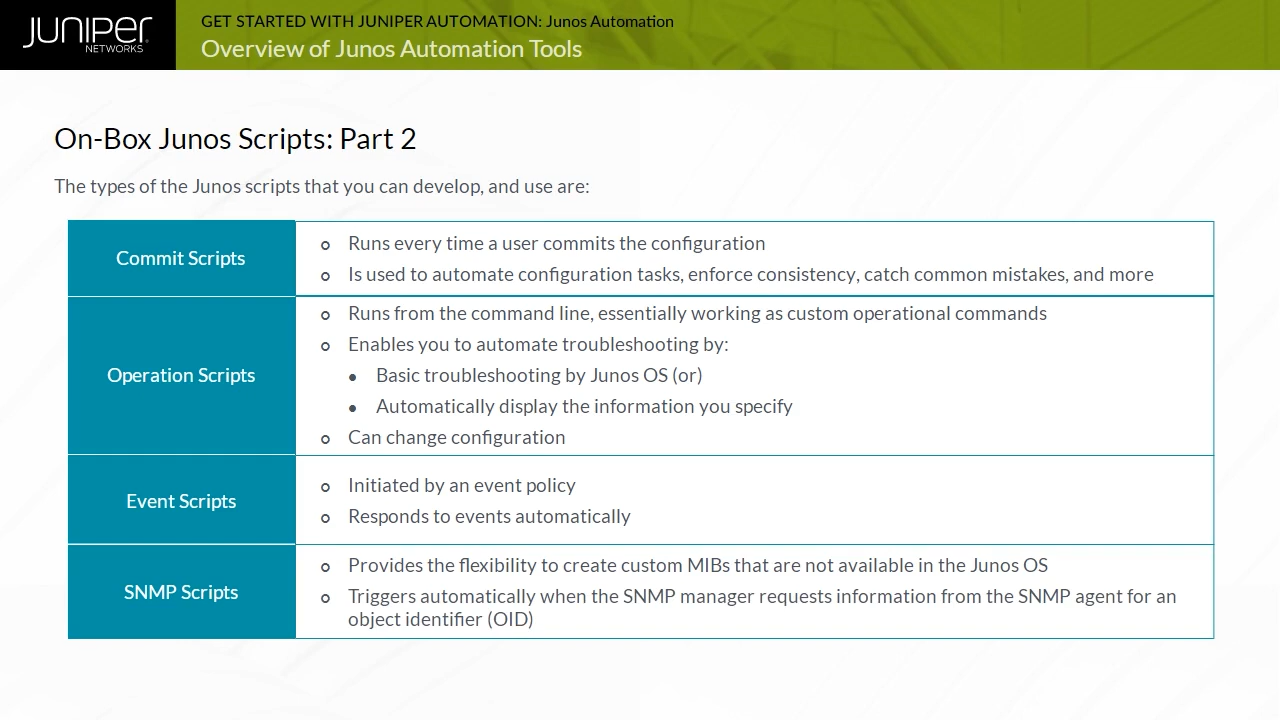 JUNIPER
NETWORKS
GET STARTED WITH JUNIPER AUTOMATION: Junos Automation
Overview of Junos Automation Tools
On-Box Junos Scripts: Part 2
The types of the Junos scripts that you can develop, and use are:
Commit Scripts
Runs every time a user commits the configuration
Is used to automate configuration tasks, enforce consistency, catch common mistakes, and more
Operation Scripts
Runs from the command line, essentially working as custom operational commands
Enables you to automate troubleshooting by:
Basic troubleshooting by Junos OS (or)
Automatically display the information you specify
Can change configuration
Event Scripts
Initiated by an event policy
Responds to events automatically
SNMP Scripts
Provides the flexibility to create custom MIBs that are not available in the Junos OS
Triggers automatically when the SNMP manager requests information from the SNMP agent for an
object identifier (OID)